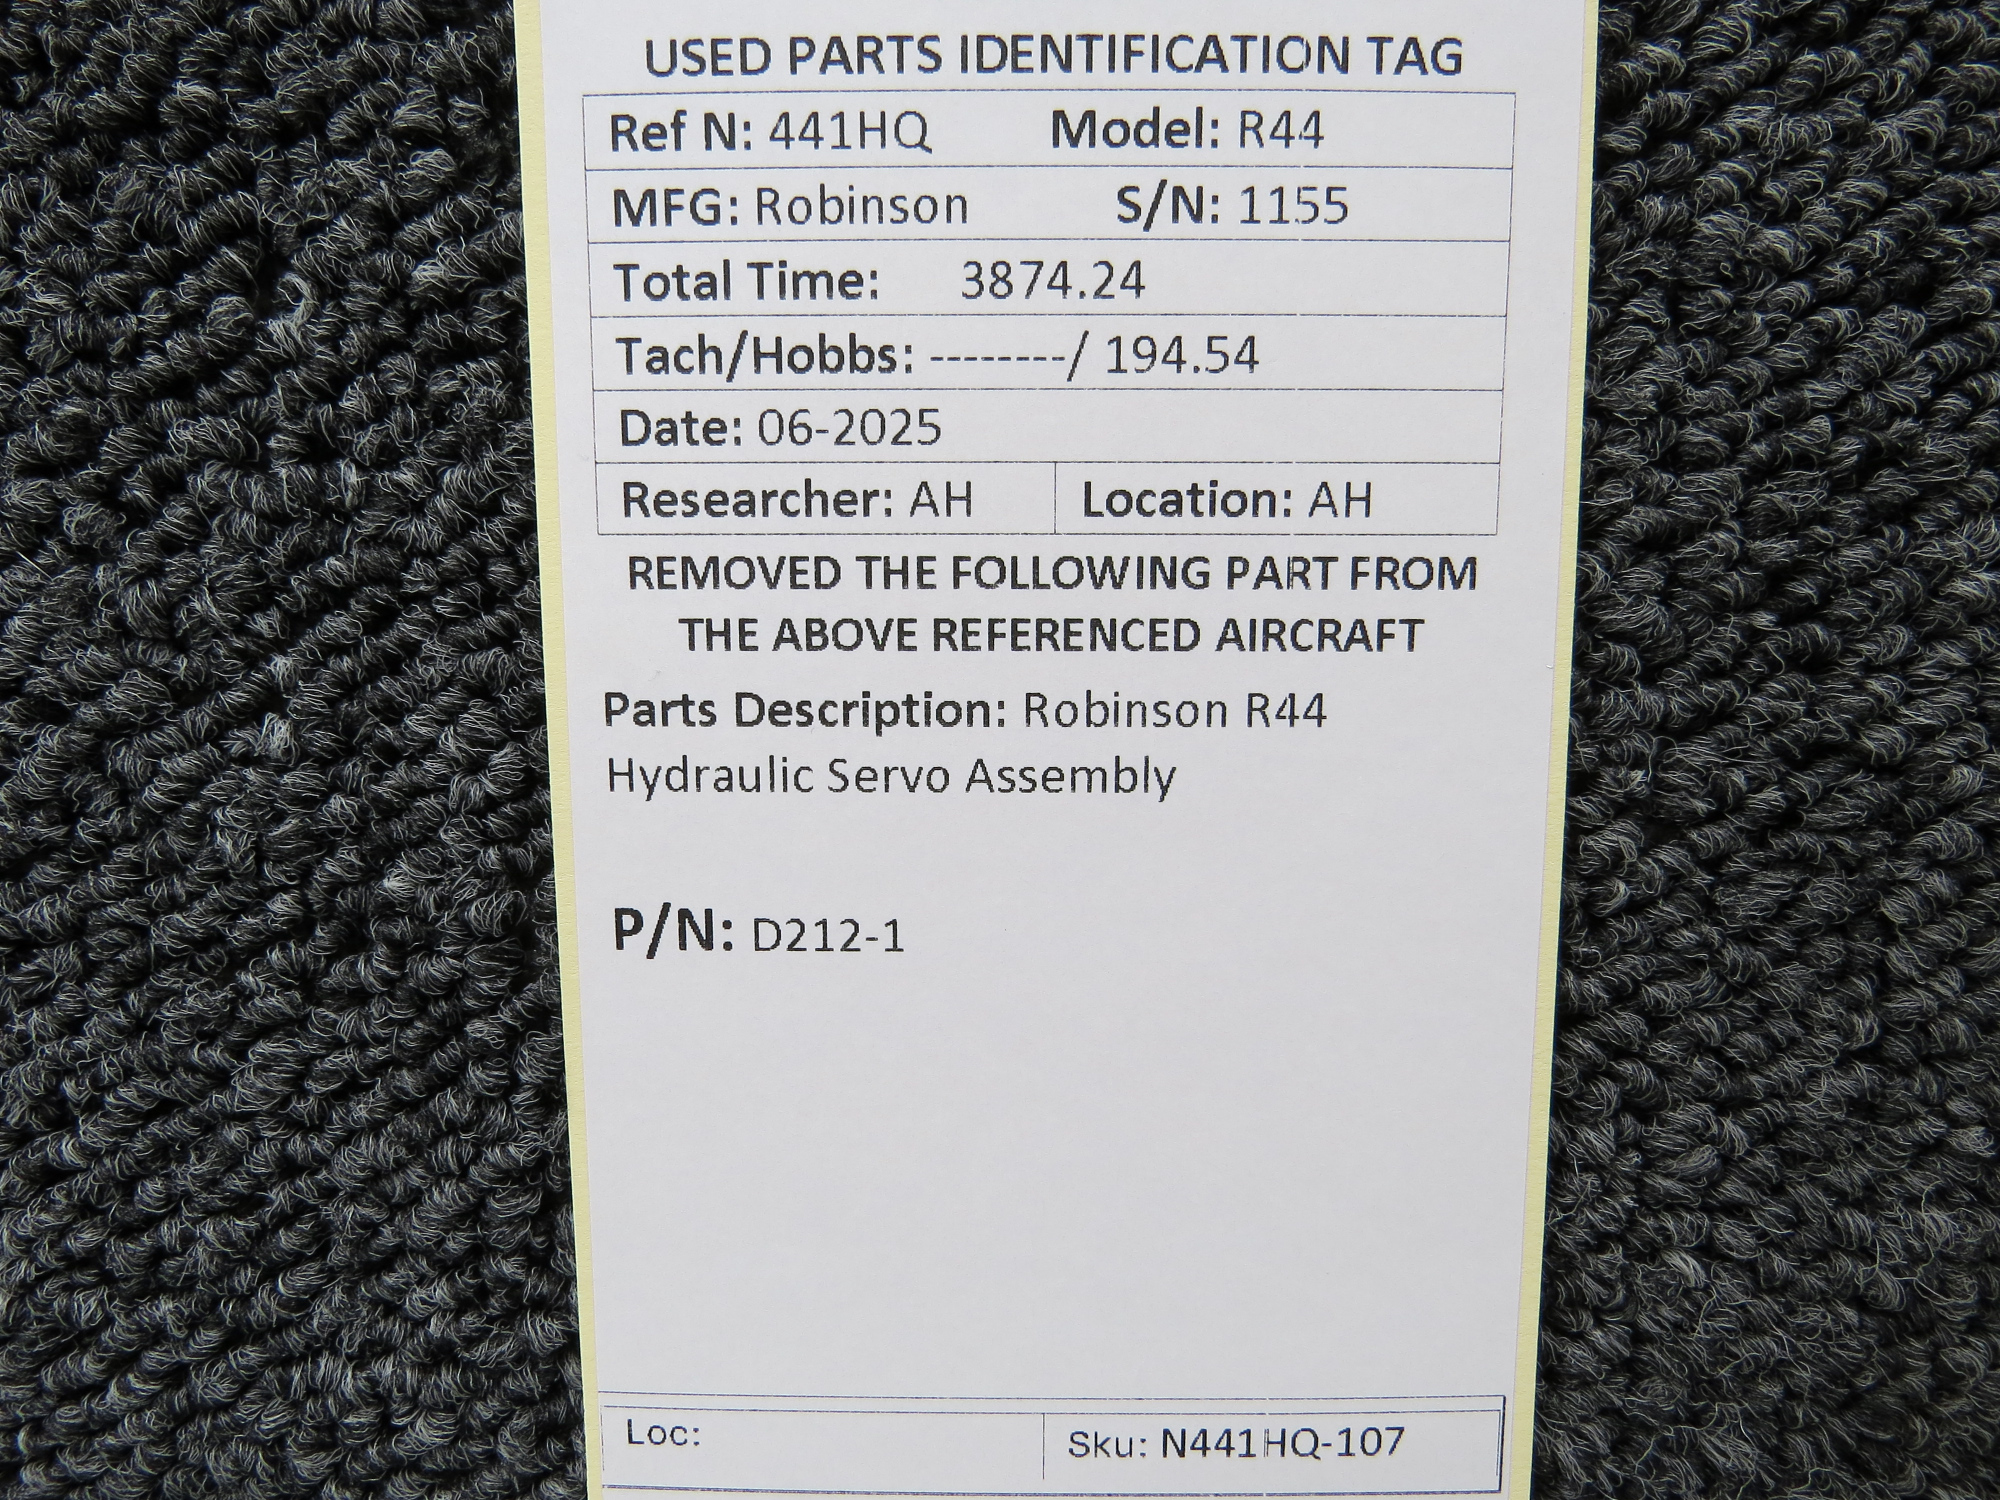 USED PARTS IDENTIFICATION TAG
Ref N: 441HQ Model: R44
MFG: Robinson S/N: 1155
Total Time: 3874.24
Tach/Hobbs: --------/ 194.54
Date: 06-2025
Researcher: AH Location: AH
REMOVED THE FOLLOWING PART FROM
THE ABOVE REFERENCED AIRCRAFT
Parts Description: Robinson R44
Hydraulic Servo Assembly
P/N: D212-1
Loc: Sku: N441HQ-107